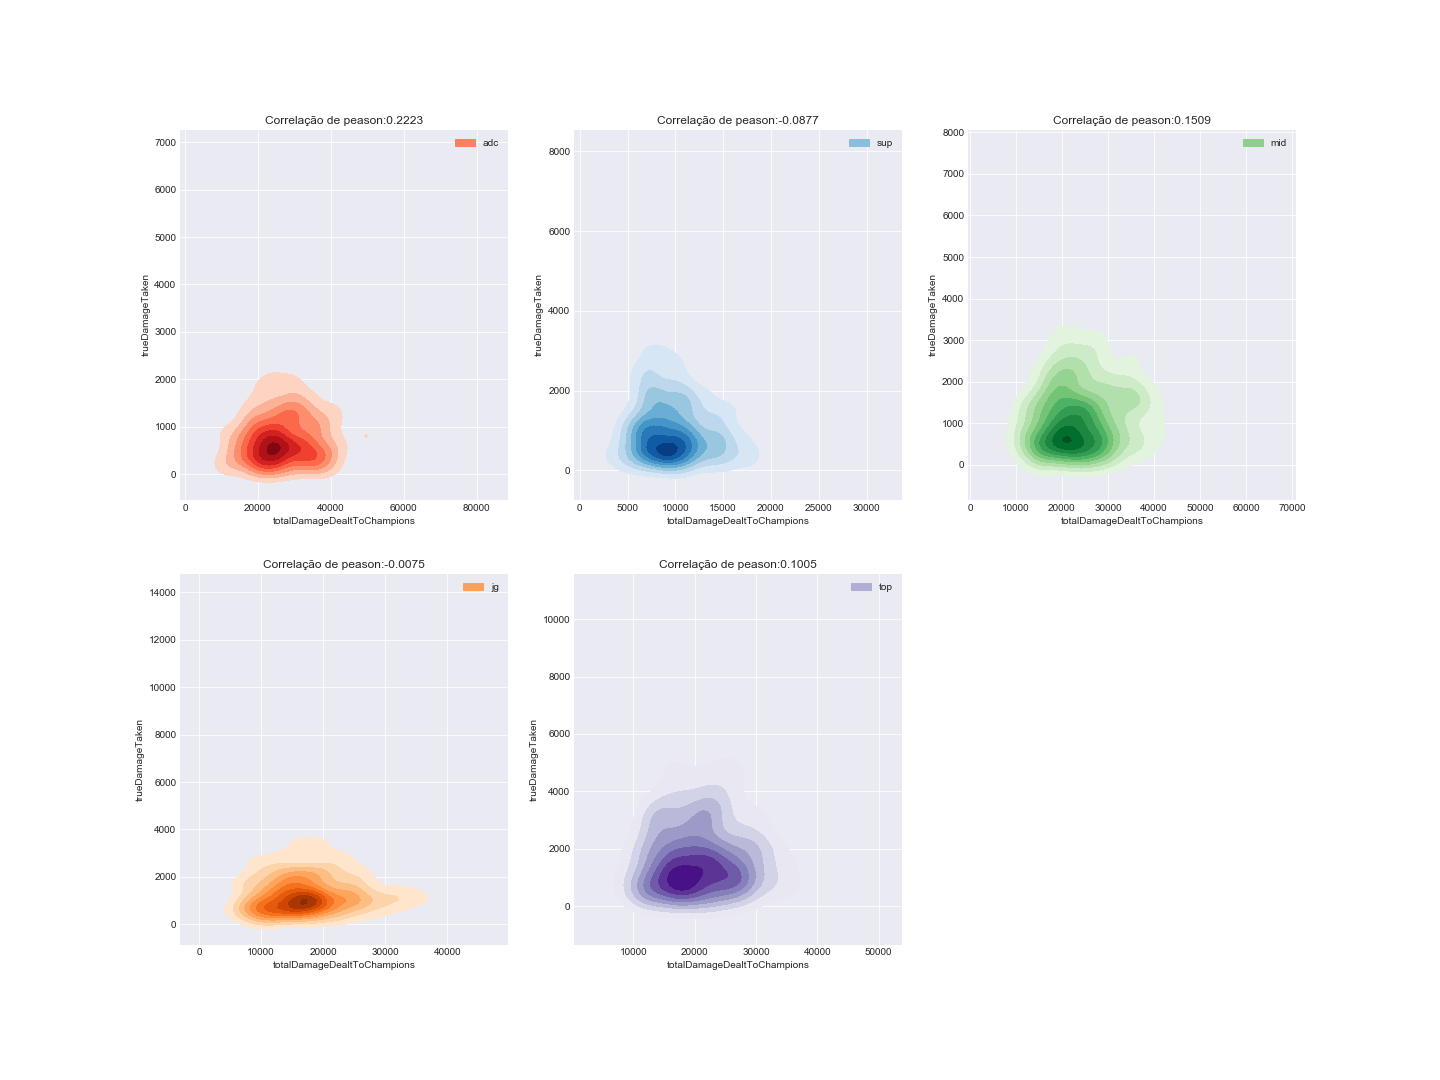 Correlação de peason:0.2223
adc
7000
6000
5000
4000
3000
2000
1000
0
trueDamageTaken
0 20000 40000 60000 80000
totalDamageDealtToChampions
Correlação de peason:-0.0877
sup
8000
6000
4000
2000
0
trueDamageTaken
0 5000 10000 15000 20000 25000 30000
totalDamageDealtToChampions
Correlação de peason:0.1509
mid
8000
7000
6000
5000
4000
3000
2000
1000
0
trueDamageTaken
0 10000 20000 30000 40000 50000 60000 70000
totalDamageDealtToChampions
Correlação de peason:-0.0075
jg
14000
12000
10000
8000
6000
4000
2000
0
trueDamageTaken
0 10000 20000 30000 40000
totalDamageDealtToChampions
Correlação de peason:0.1005
top
10000
8000
6000
4000
2000
0
trueDamageTaken
10000 20000 30000 40000 50000
totalDamageDealtToChampions